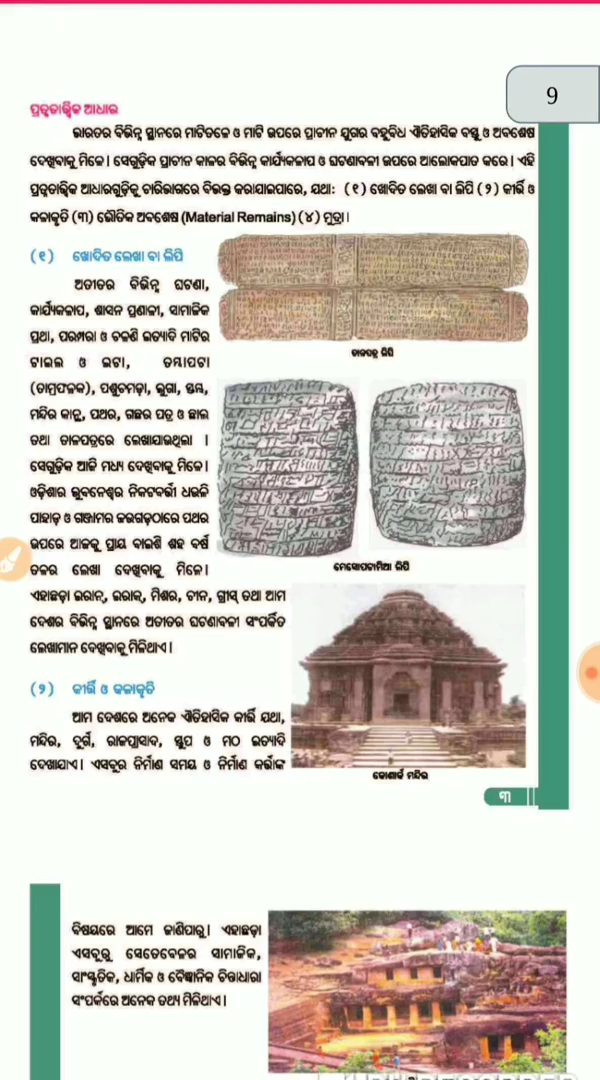 9
ପ୍ରତ୍ନତାତ୍ତ୍ୱିକ ଆଧାର
ଭାରତର ବିଭିନ୍ନ ସ୍ଥାନରେ ମାଟିତଳେ ଓ ମାଟି ଉପରେ ପ୍ରାଚୀନ ଯୁଗର ବହୁବିଧ ଐତିହାସିକ ବସ୍ତୁ ଓ ଅବଶେଷ
ଦେଖିବାକୁ ମିଳେ। ସେଗୁଡ଼ିକ ପ୍ରାଚୀନ କାଳର ବିଭିନ୍ନ କାର୍ଯ୍ୟକଳାପ ଓ ଘଟଣାବଳୀ ଉପରେ ଆଲୋକପାତ କରେ। ଏହି
ପ୍ରତ୍ନତାତ୍ତ୍ୱିକ ଆଧାରଗୁଡ଼ିକୁ ଚାରିଭାଗରେ ବିଭକ୍ତ କରାଯାଇପାରେ, ଯଥା: (୧) ଖୋଦିତ ଲେଖା ବା ଲିପି (୨) କୀର୍ତ୍ତି ଓ
କଳାକୃତି (୩) ଭୌତିକ ଅବଶେଷ (Material Remains) (୪) ମୁଦ୍ରା।
(୧) ଖୋଦିତ ଲେଖା ବା ଲିପି
ଅତୀତର ବିଭିନ୍ନ ଘଟଣା,
କାର୍ଯ୍ୟକଳାପ, ଶାସନ ପ୍ରଣାଳୀ, ସାମାଜିକ
ପ୍ରଥା, ପରମ୍ପରା ଓ ଚଳଣି ଇତ୍ୟାଦି ମାଟିର
ଟାଇଲ ଓ ଇଟା, ତମ୍ବାପଟା
(ତାମ୍ରଫଳକ), ପଶୁଚମଡ଼ା, ଲୁଗା, ସ୍ତମ୍ଭ,
ମନ୍ଦିର କାନ୍ଥ, ପଥର, ଗଛର ପତ୍ର ଓ ଛାଲ
ତଥା ତାଳପତ୍ରରେ ଲେଖାଯାଉଥିଲା ।
ସେଗୁଡ଼ିକ ଆଜି ମଧ୍ୟ ଦେଖିବାକୁ ମିଳେ।
ଓଡ଼ିଶାର ଭୁବନେଶ୍ୱର ନିକଟବର୍ତ୍ତୀ ଧଉଳି
ପାହାଡ଼ ଓ ଗଞ୍ଜାମର ଜଉଗଡ଼ଠାରେ ପଥର
ଉପରେ ଆଜକୁ ପ୍ରାୟ ବାଇଶି ଶହ ବର୍ଷ
ତଳର ଲେଖା ଦେଖିବାକୁ ମିଳେ।
ଏହାଛଡ଼ା ଇରାନ୍, ଇରାକ୍, ମିଶର, ଚୀନ, ଗ୍ରୀସ୍ ତଥା ଆମ
ଦେଶର ବିଭିନ୍ନ ସ୍ଥାନରେ ଅତୀତର ଘଟଣାବଳୀ ସଂପର୍କିତ
ଲେଖାମାନ ଦେଖିବାକୁ ମିଳିଥାଏ।
ତାଳପତ୍ର ଲିପି
ମେସୋପଟାମିଆ ଲିପି
(୨) କୀର୍ତ୍ତି ଓ କଳାକୃତି
ଆମ ଦେଶରେ ଅନେକ ଐତିହାସିକ କୀର୍ତ୍ତି ଯଥା,
ମନ୍ଦିର, ଦୁର୍ଗ, ରାଜପ୍ରାସାଦ, ସ୍ତୂପ ଓ ମଠ ଇତ୍ୟାଦି
ଦେଖାଯାଏ। ଏସବୁର ନିର୍ମାଣ ସମୟ ଓ ନିର୍ମାଣ କର୍ତ୍ତାଙ୍କ
କୋଣାର୍କ ମନ୍ଦିର
୩
ବିଷୟରେ ଆମେ ଜାଣିପାରୁ। ଏହାଛଡ଼ା
ଏସବୁରୁ ସେତେବେଳର ସାମାଜିକ,
ସାଂସ୍କୃତିକ, ଧାର୍ମିକ ଓ ବୈଜ୍ଞାନିକ ଚିନ୍ତାଧାରା
ସଂପର୍କରେ ଅନେକ ତଥ୍ୟ ମିଳିଥାଏ।